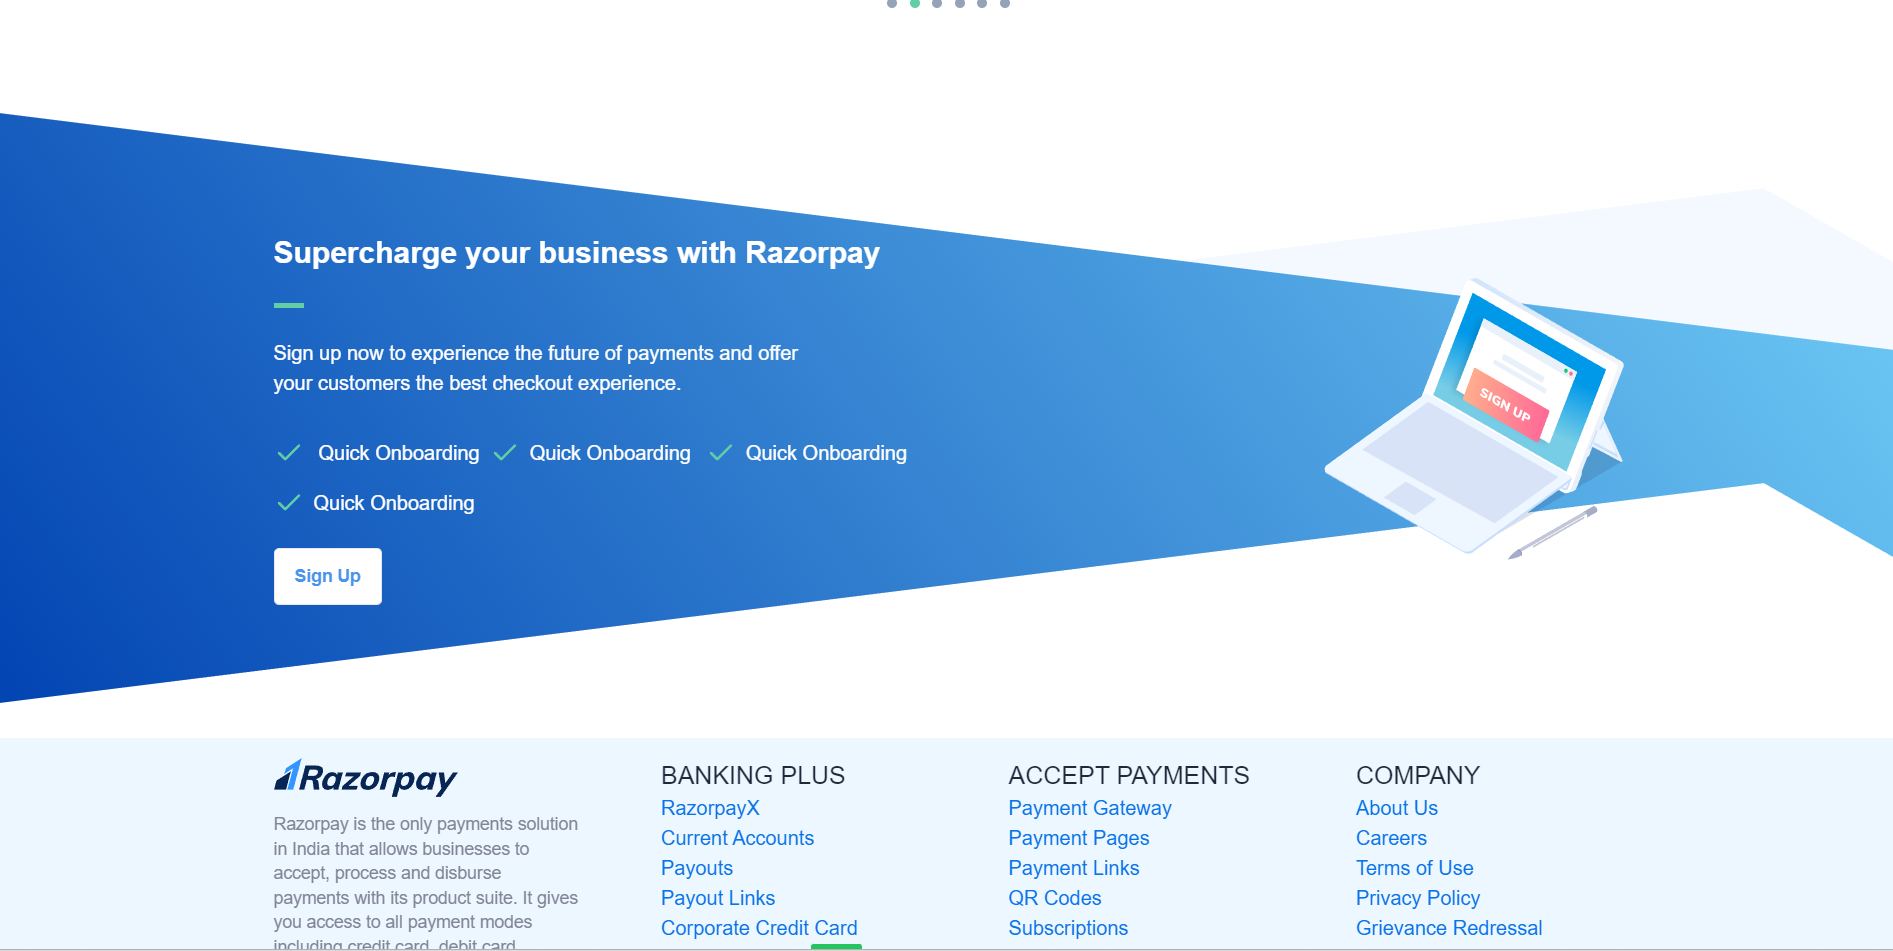 Supercharge your business with Razorpay
Sign up now to experience the future of payments and offer
your customers the best checkout experience.
Quick Onboarding Quick Onboarding Quick Onboarding
Quick Onboarding
SIGN UP
Sign Up
Razorpay
Razorpay is the only payments solution
in India that allows businesses to
accept, process and disburse
payments with its product suite. It gives
you access to all payment modes
including credit card, debit card,
BANKING PLUS
RazorpayX
Current Accounts
Payouts
Payout Links
Corporate Credit Card
ACCEPT PAYMENTS
Payment Gateway
Payment Pages
Payment Links
QR Codes
Subscriptions
COMPANY
About Us
Careers
Terms of Use
Privacy Policy
Grievance Redressal